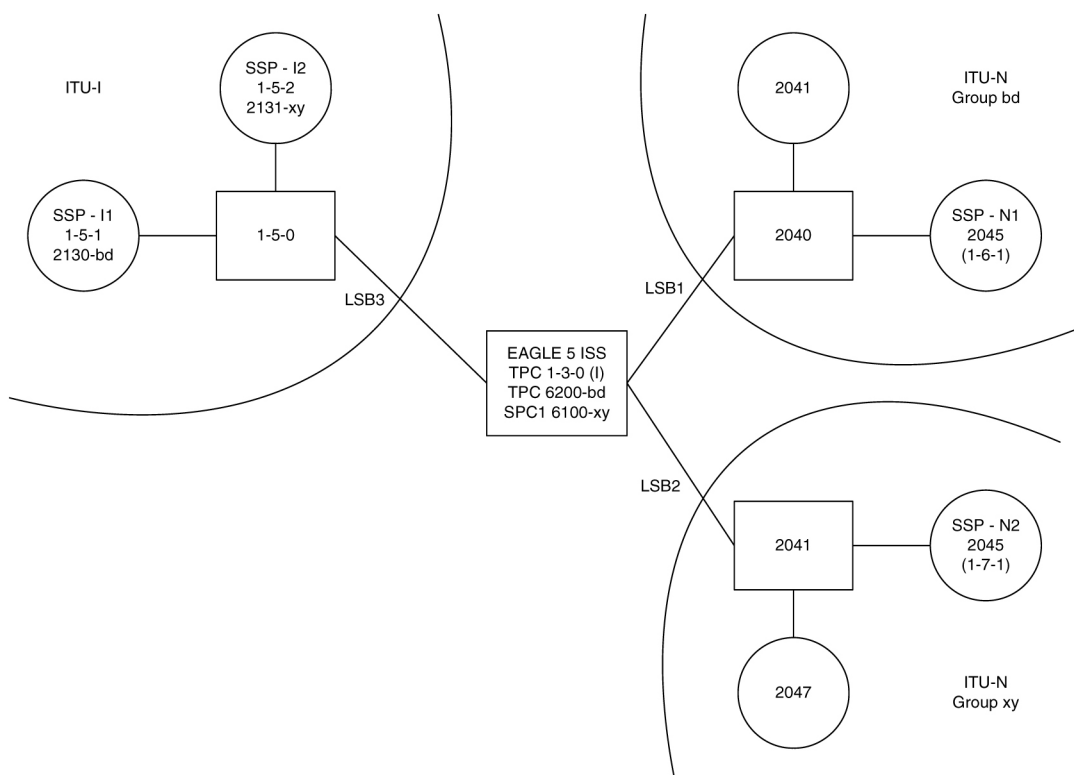 ITU-I
SSP - I2
1-5-2
2131-xy
SSP - I1
1-5-1
2130-bd
1-5-0
LSB3
EAGLE 5 ISS
TPC 1-3-0 (I)
TPC 6200-bd
SPC1 6100-xy
2041
ITU-N
Group bd
2040
SSP - N1
2045
(1-6-1)
LSB1
LSB2
2041
SSP - N2
2045
(1-7-1)
2047
ITU-N
Group xy